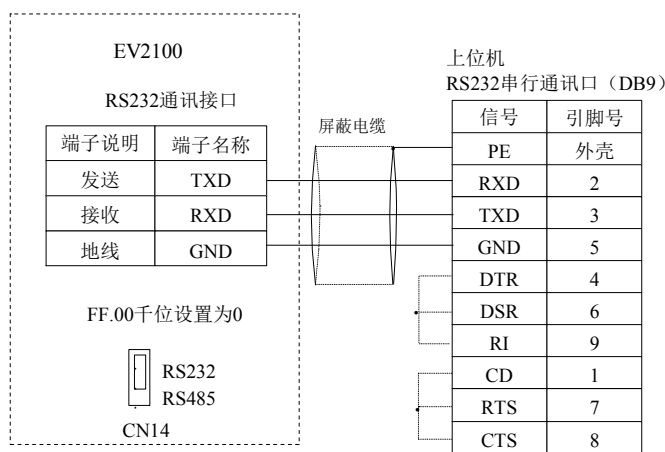 EV2100
RS232通讯接口
端子说明 端子名称
发送 TXD
接收 RXD
地线 GND
FF.00千位设置为0
RS232
RS485
CN14
屏蔽电缆
上位机
RS232串行通讯口（DB9）
信号 引脚号
PE 外壳
RXD 2
TXD 3
GND 5
DTR 4
DSR 6
RI 9
CD 1
RTS 7
CTS 8